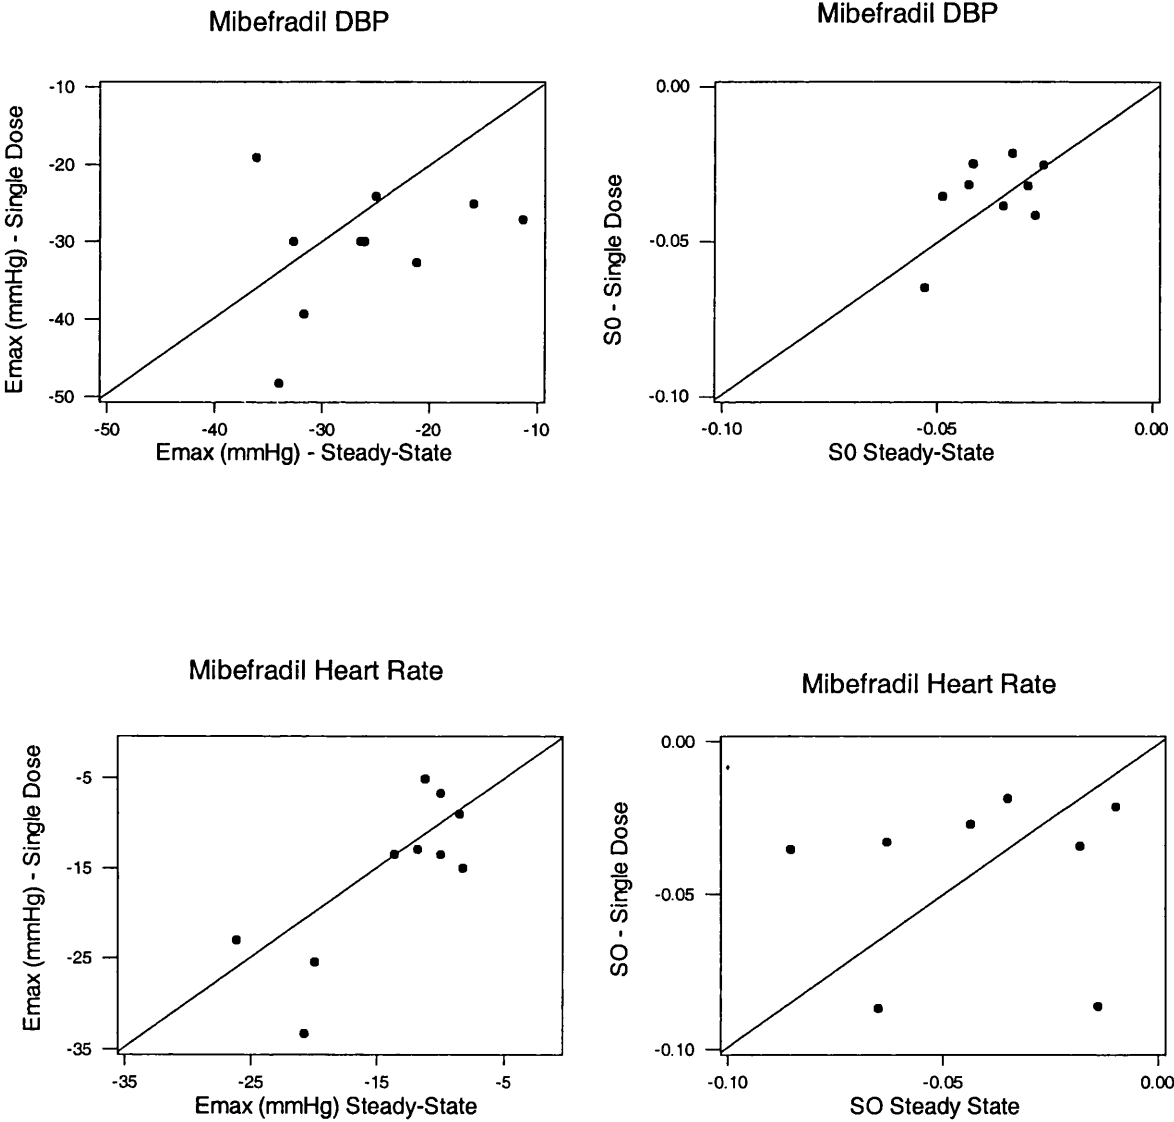 Mibefradil DBP
-10
-20
-30
-40
-50
Emax (mmHg) - Single Dose
-50 -40 -30 -20 -10
Emax (mmHg) - Steady-State
Mibefradil DBP
0.00
-0.05
-0.10
S0 - Single Dose
-0.10 -0.05 0.00
S0 Steady-State
Mibefradil Heart Rate
-5
-15
-25
-35
Emax (mmHg) - Single Dose
-35 -25 -15 -5
Emax (mmHg) Steady-State
Mibefradil Heart Rate
0.00
-0.05
-0.10
SO - Single Dose
-0.10 -0.05 0.00
SO Steady State